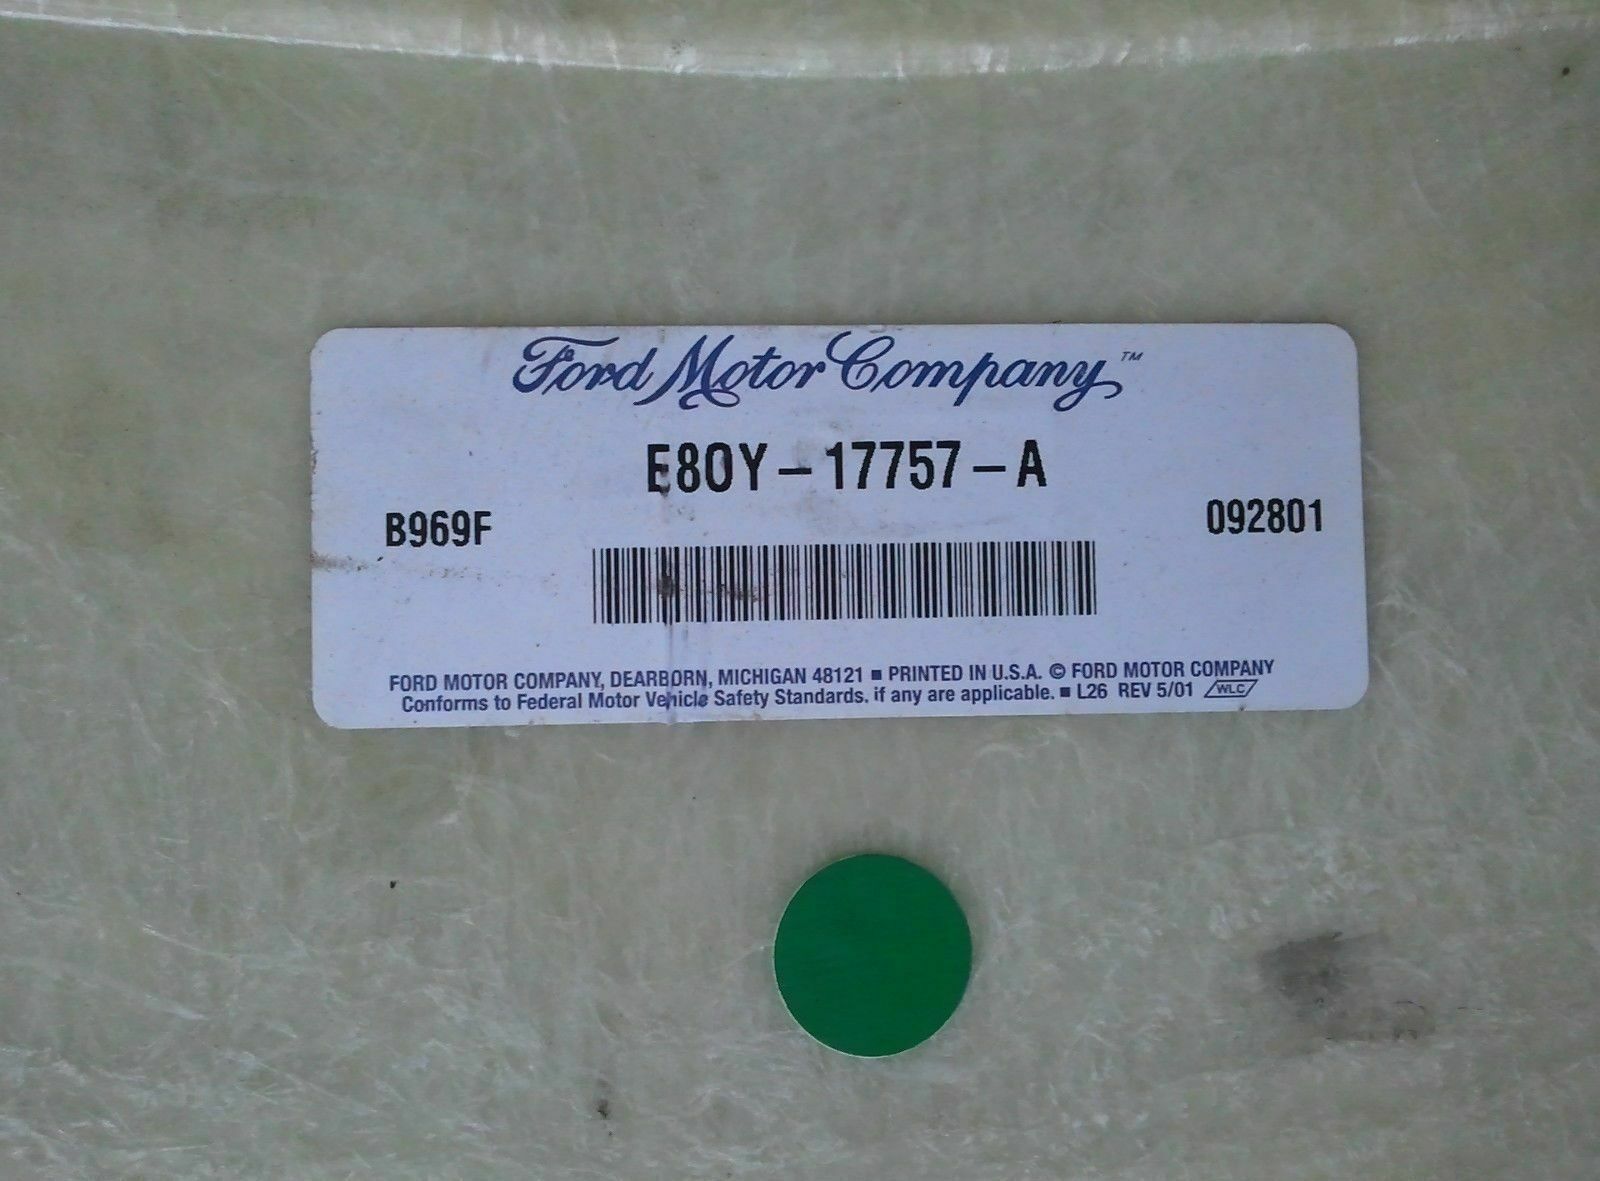 Ford Motor Company™
E8OY-17757-A
B969F
092801
FORD MOTOR COMPANY, DEARBORN, MICHIGAN 48121 ■ PRINTED IN U.S.A. © FORD MOTOR COMPANY
Conforms to Federal Motor Vehicle Safety Standards, if any are applicable. ■ L26 REV 5/01 WLC